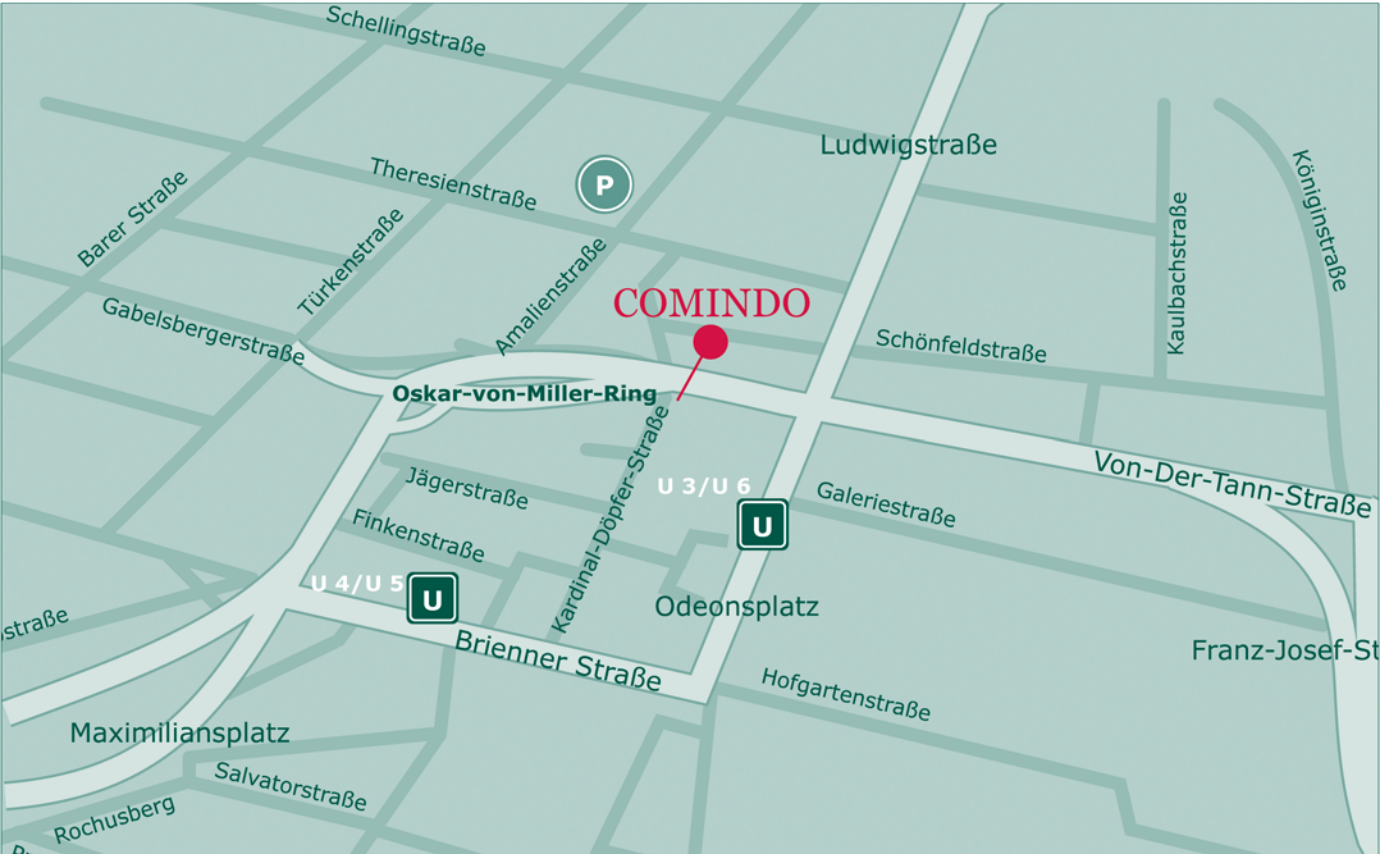 Schellingstraße
Ludwigstraße
Theresienstraße
P
Königinstraße
Barer Straße
Türkenstraße
Amalienstraße
Kaulbachstraße
COMINDO
Gabelsbergerstraße
Schönfeldstraße
Oskar-von-Miller-Ring
Kardinal-Döpfer-Straße
Von-Der-Tann-Straße
Jägerstraße
U 3/U 6
U
Galeriestraße
Finkenstraße
U 4/U 5
U
Odeonsplatz
straße
Brienner Straße
Franz-Josef-St
Hofgartenstraße
Maximiliansplatz
Salvatorstraße
Rochusberg